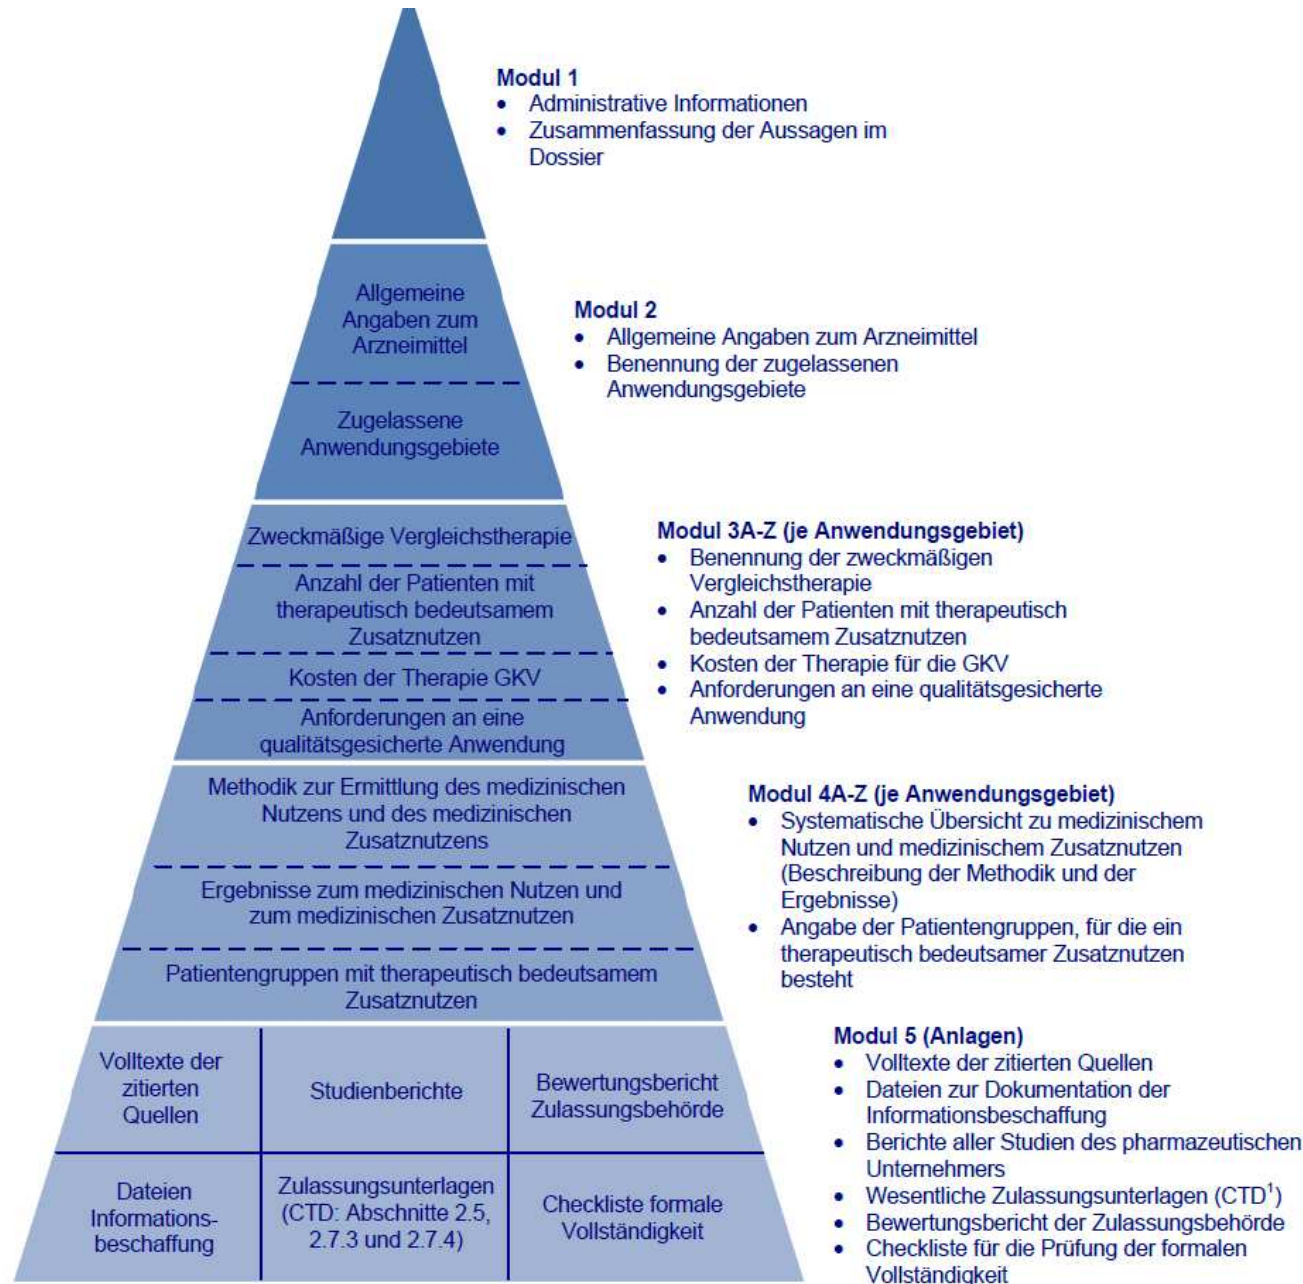 Modul 1
• Administrative Informationen
• Zusammenfassung der Aussagen im
Dossier
Allgemeine
Angaben zum
Arzneimittel
Zugelassene
Anwendungsgebiete
Modul 2
• Allgemeine Angaben zum Arzneimittel
• Benennung der zugelassenen
Anwendungsgebiete
Zweckmäßige Vergleichstherapie
Anzahl der Patienten mit
therapeutisch bedeutsamem
Zusatznutzen
Kosten der Therapie GKV
Anforderungen an eine
qualitätsgesicherte Anwendung
Modul 3A-Z (je Anwendungsgebiet)
• Benennung der zweckmäßigen
Vergleichstherapie
• Anzahl der Patienten mit therapeutisch
bedeutsamem Zusatznutzen
• Kosten der Therapie für die GKV
• Anforderungen an eine qualitätsgesicherte
Anwendung
Methodik zur Ermittlung des medizinischen
Nutzens und des medizinischen
Zusatznutzens
Ergebnisse zum medizinischen Nutzen und
zum medizinischen Zusatznutzen
Patientengruppen mit therapeutisch bedeutsamem
Zusatznutzen
Modul 4A-Z (je Anwendungsgebiet)
• Systematische Übersicht zu medizinischem
Nutzen und medizinischem Zusatznutzen
(Beschreibung der Methodik und der
Ergebnisse)
• Angabe der Patientengruppen, für die ein
therapeutisch bedeutsamer Zusatznutzen
besteht
Volltexte der
zitierten
Quellen
Studienberichte
Bewertungsbericht
Zulassungsbehörde
Dateien
Informations-
beschaffung
Zulassungsunterlagen
(CTD: Abschnitte 2.5,
2.7.3 und 2.7.4)
Checkliste formale
Vollständigkeit
Modul 5 (Anlagen)
• Volltexte der zitierten Quellen
• Dateien zur Dokumentation der
Informationsbeschaffung
• Berichte aller Studien des pharmazeutischen
Unternehmers
• Wesentliche Zulassungsunterlagen (CTD¹)
• Bewertungsbericht der Zulassungsbehörde
• Checkliste für die Prüfung der formalen
Vollständigkeit